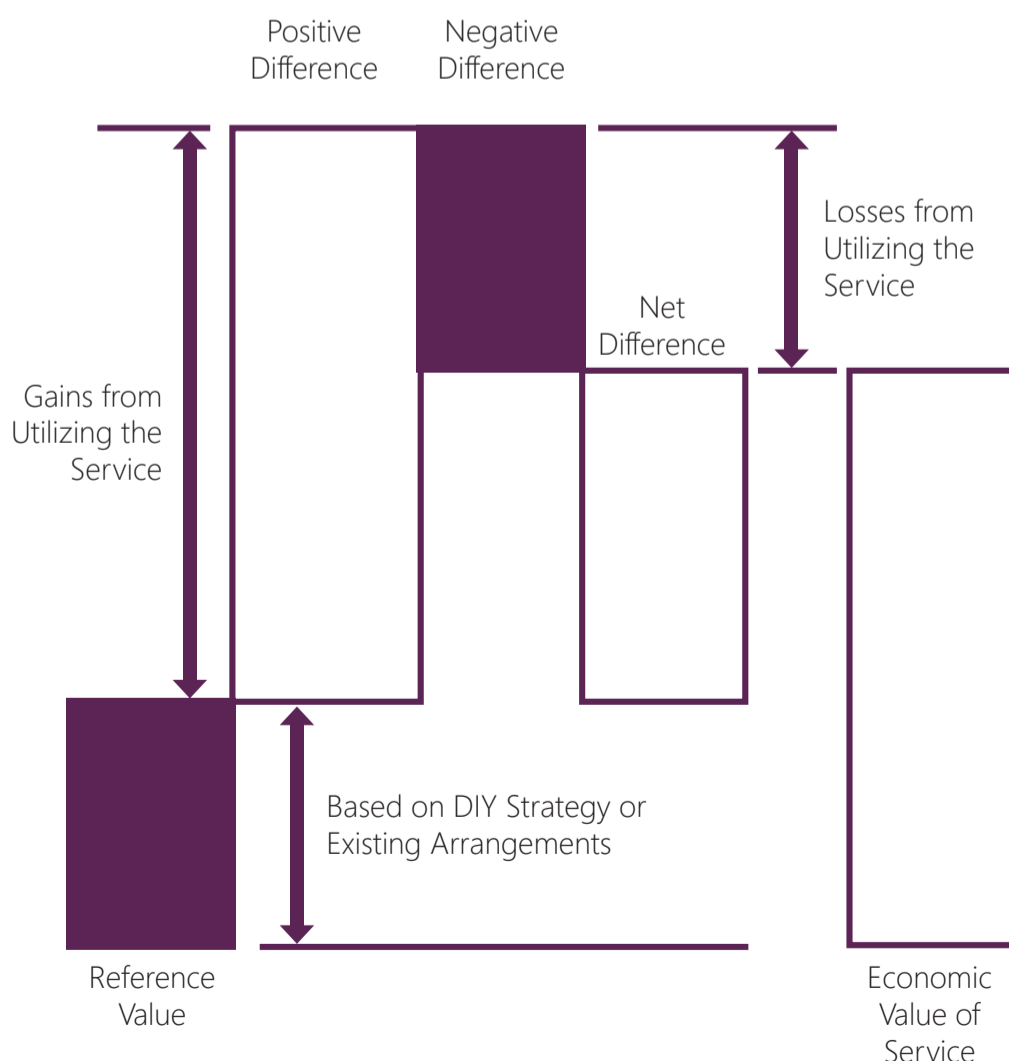 Positive
Difference
Negative
Difference
Losses from
Utilizing the
Service
Net
Difference
Gains from
Utilizing the
Service
Based on DIY Strategy or
Existing Arrangements
Reference
Value
Economic
Value of
Service